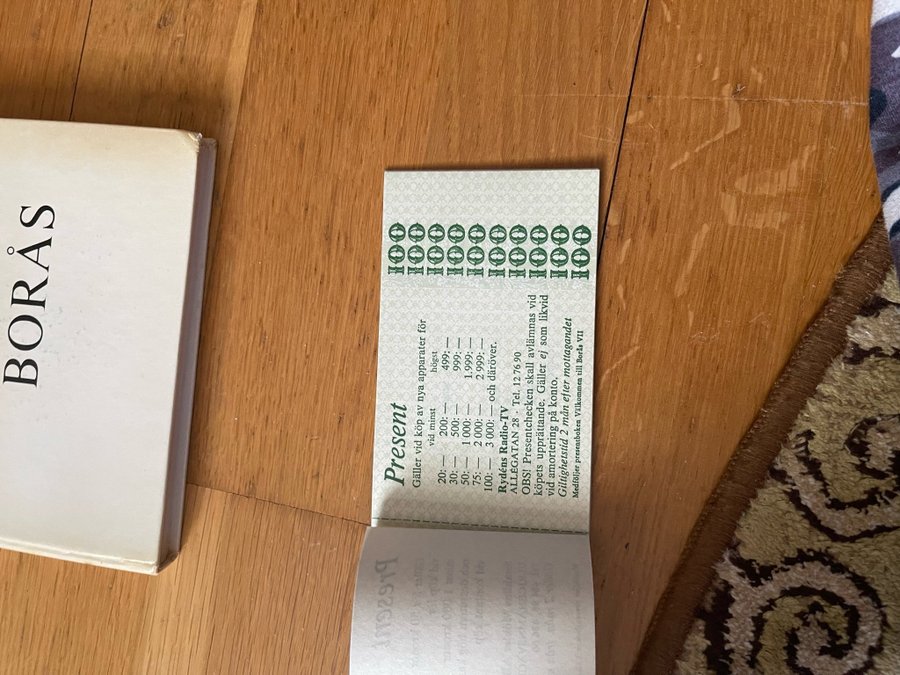 BORÅS
Present
Gäller vid köp av nya apparater för
vid minst högst
20:— 200:— 499:—
30:— 500:— 999:—
50:— 1 000:— 1.999:—
75:— 2 000:— 2 999:—
100:— 3 000:— och däröver.
Rydéns Radio-TV
ALLÉGATAN 28 · Tel. 12 76 90
OBS! Presentchecken skall avlämnas vid
köpets upprättande. Gäller ej som likvid
vid amortering på konto.
Giltighetstid 2 mån efter mottagandet
Medföljer presentboken Välkommen till Borås VII
100
100
100
100
100
100
100
100
100
100
Present